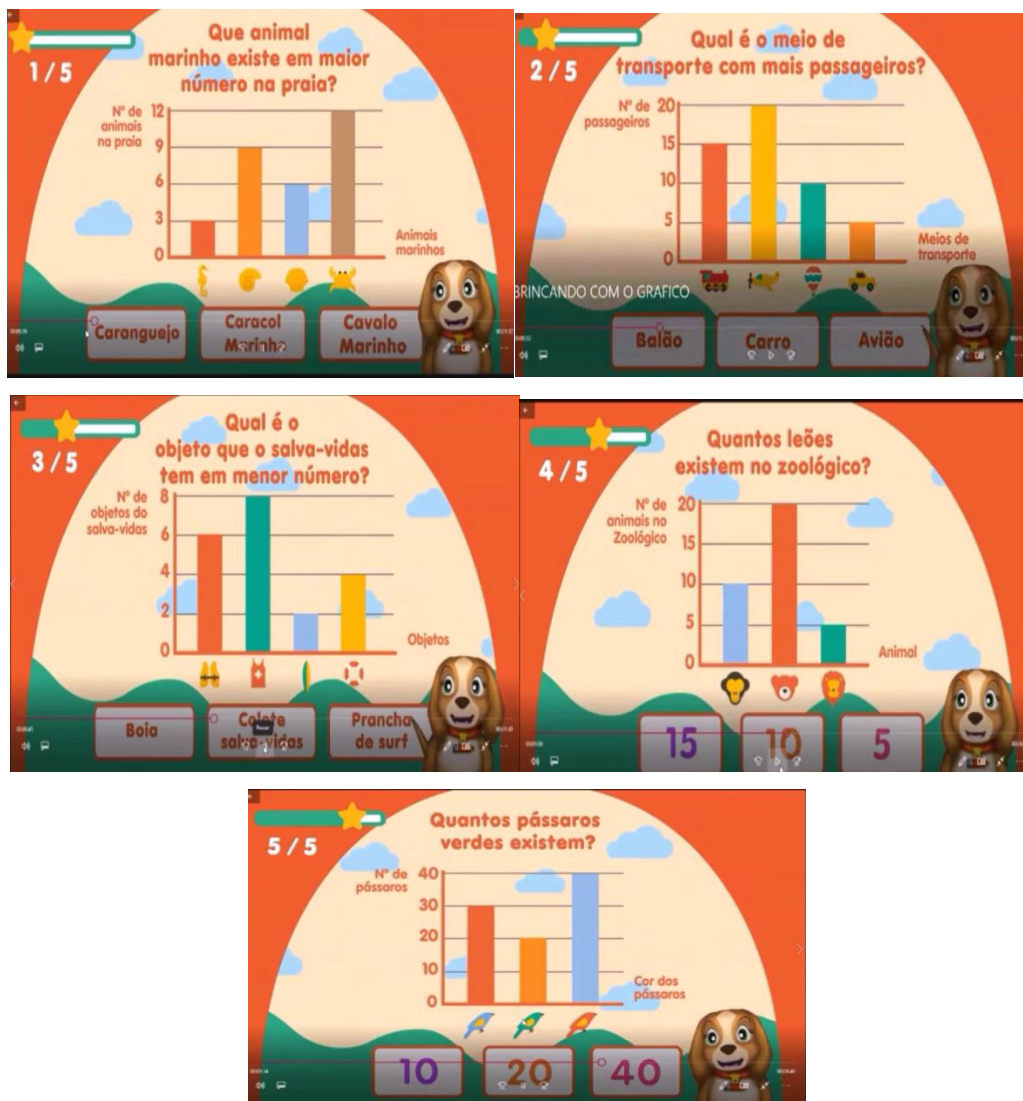 Que animal
marinho existe em maior
número na praia?
1/5
Nº de
animais
na praia
12
9
6
3
0
Animais
marinhos
Caranguejo
Caracol
Marinho
Cavalo
Marinho
Qual é o meio de
transporte com mais passageiros?
2/5
Nº de
passageiros
20
15
10
5
0
Meios de
transporte
BRINCANDO COM O GRAFICO
Balão
Carro
Avião
Qual é o
objeto que o salva-vidas
tem em menor número?
3/5
Nº de
objetos do
salva-vidas
8
6
4
2
0
Objetos
Boia
Colete
salva-vidas
Prancha
de surf
Quantos leões
existem no zoológico?
4/5
Nº de
animais no
Zoológico
20
15
10
5
0
Animal
15
10
5
Quantos pássaros
verdes existem?
5/5
Nº de
pássaros
40
30
20
10
0
Cor dos
pássaros
10
20
40